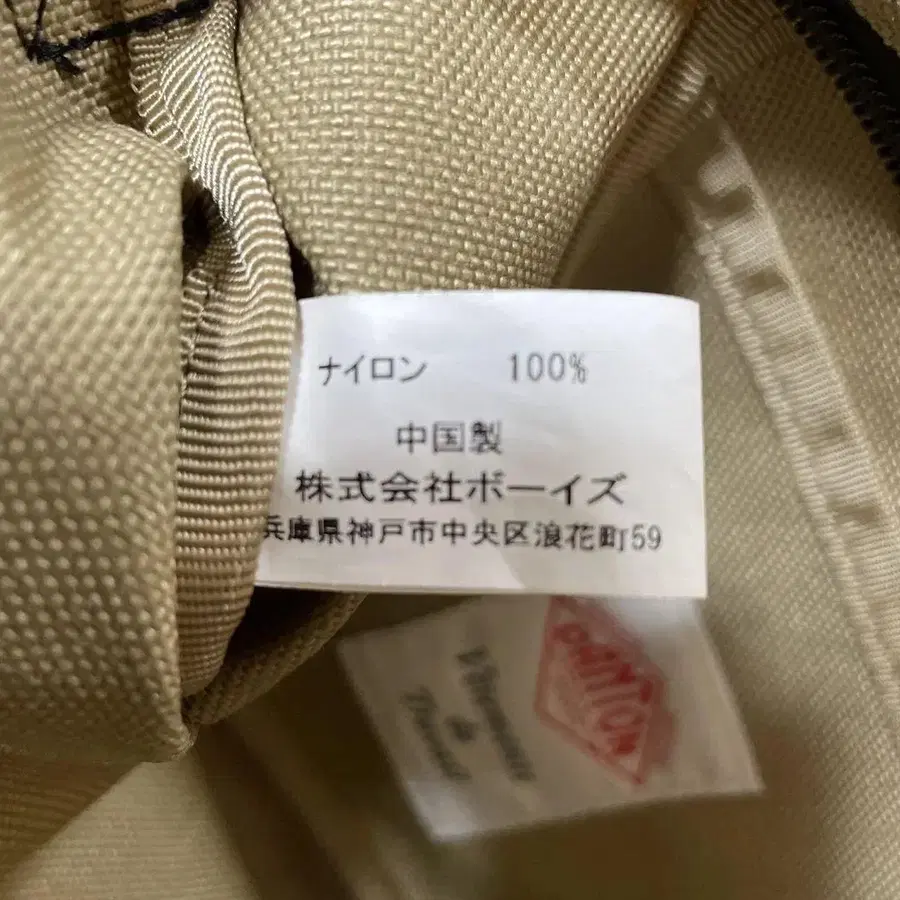 ナイロン 100%
中国製
株式会社ボーイズ
兵庫県神戸市中央区浪花町59
DANTON